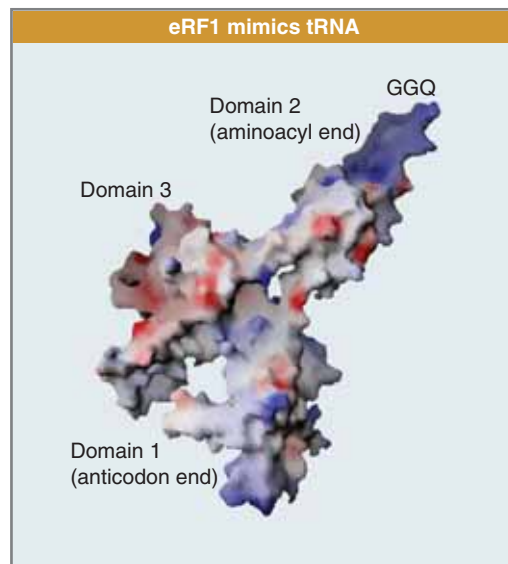 eRF1 mimics tRNA
GGQ
Domain 2
(aminoacyl end)
Domain 3
Domain 1
(anticodon end)